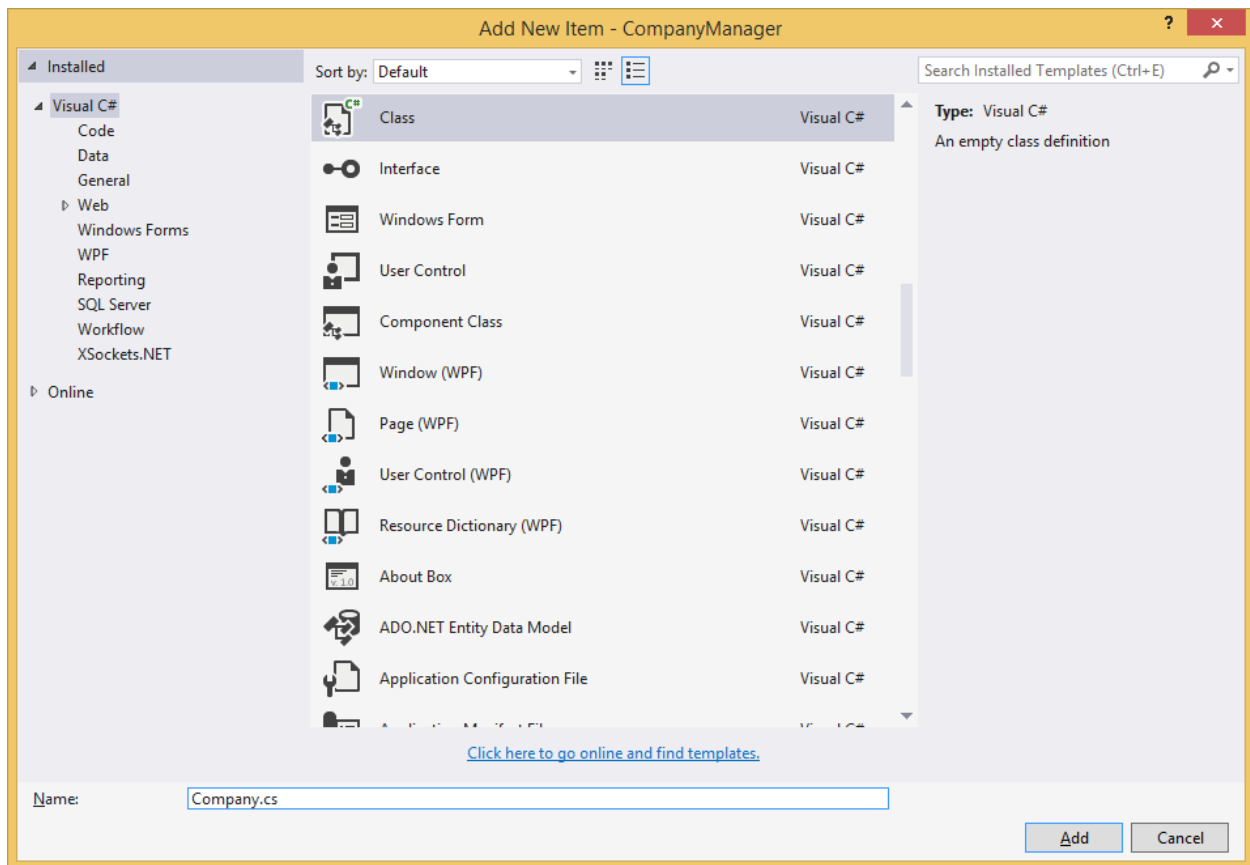 Add New Item - CompanyManager
?
Installed
Visual C#
Code
Data
General
Web
Windows Forms
WPF
Reporting
SQL Server
Workflow
XSockets.NET
Online
Sort by: Default
Search Installed Templates (Ctrl+E)
C# Class Visual C#
Interface Visual C#
Windows Form Visual C#
User Control Visual C#
Component Class Visual C#
Window (WPF) Visual C#
Page (WPF) Visual C#
User Control (WPF) Visual C#
Resource Dictionary (WPF) Visual C#
v. 1.0 About Box Visual C#
ADO.NET Entity Data Model Visual C#
Application Configuration File Visual C#
Type: Visual C#
An empty class definition
Click here to go online and find templates.
Name: Company.cs
Add Cancel